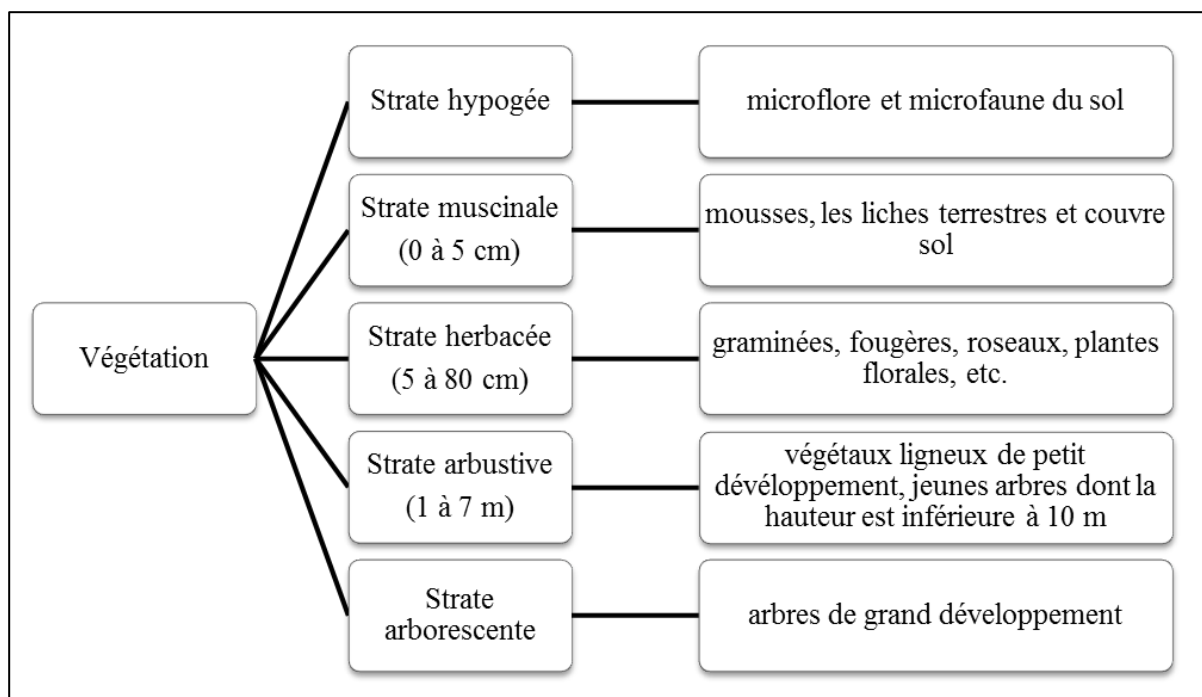 Végétation
Strate hypogée
microflore et microfaune du sol
Strate muscinale
(0 à 5 cm)
mousses, les liches terrestres et couvre
sol
Strate herbacée
(5 à 80 cm)
graminées, fougères, roseaux, plantes
florales, etc.
Strate arbustive
(1 à 7 m)
végétaux ligneux de petit
dévéloppement, jeunes arbres dont la
hauteur est inférieure à 10 m
Strate
arborescente
arbres de grand développement